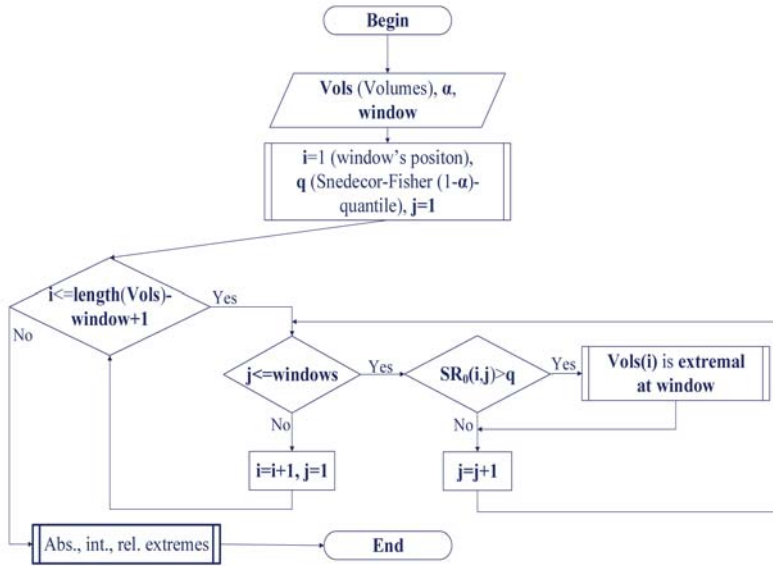 Begin
Vols (Volumes), α,
window
i=1 (window's positon),
q (Snedecor-Fisher (1-α)-
quantile), j=1
i<=length(Vols)-
window+1
Yes
No
j<=windows
Yes
SR₀(i,j)>q
Yes
Vols(i) is extremal
at window
No
No
i=i+1, j=1
j=j+1
Abs., int., rel. extremes
End